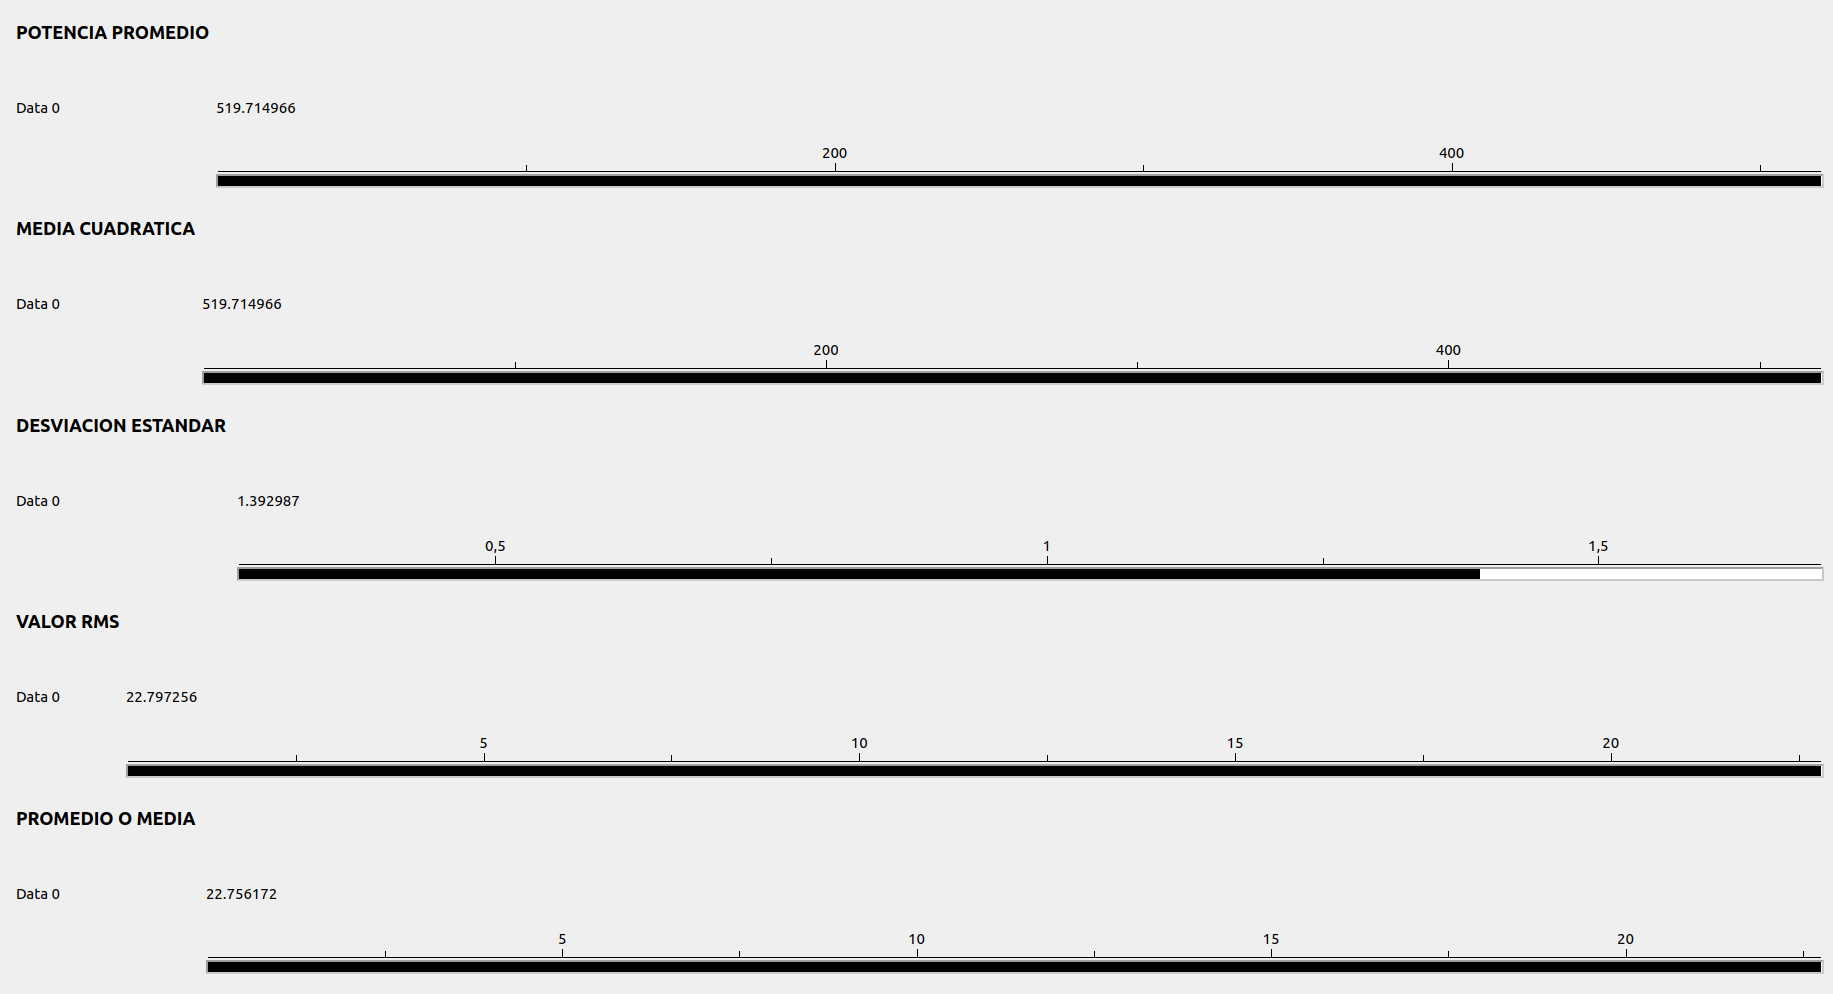 POTENCIA PROMEDIO
Data 0 519.714966
200 400
MEDIA CUADRATICA
Data 0 519.714966
200 400
DESVIACION ESTANDAR
Data 0 1.392987
0,5 1 1,5
VALOR RMS
Data 0 22.797256
5 10 15 20
PROMEDIO O MEDIA
Data 0 22.756172
5 10 15 20